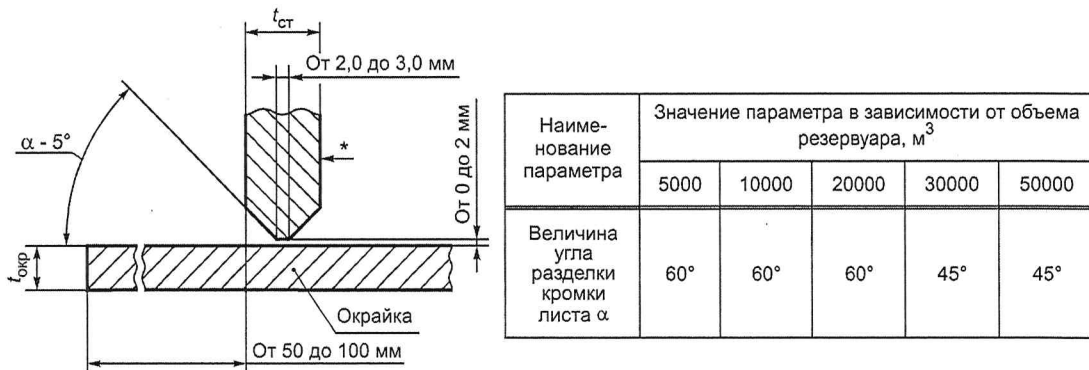 tст
От 2,0 до 3,0 мм
α - 5°
*
От 0 до 2 мм
tокр
Окрайка
От 50 до 100 мм
Наиме-
нование
параметра
Значение параметра в зависимости от объема
резервуара, м³
5000 10000 20000 30000 50000
Величина
угла
разделки
кромки
листа α
60° 60° 60° 45° 45°